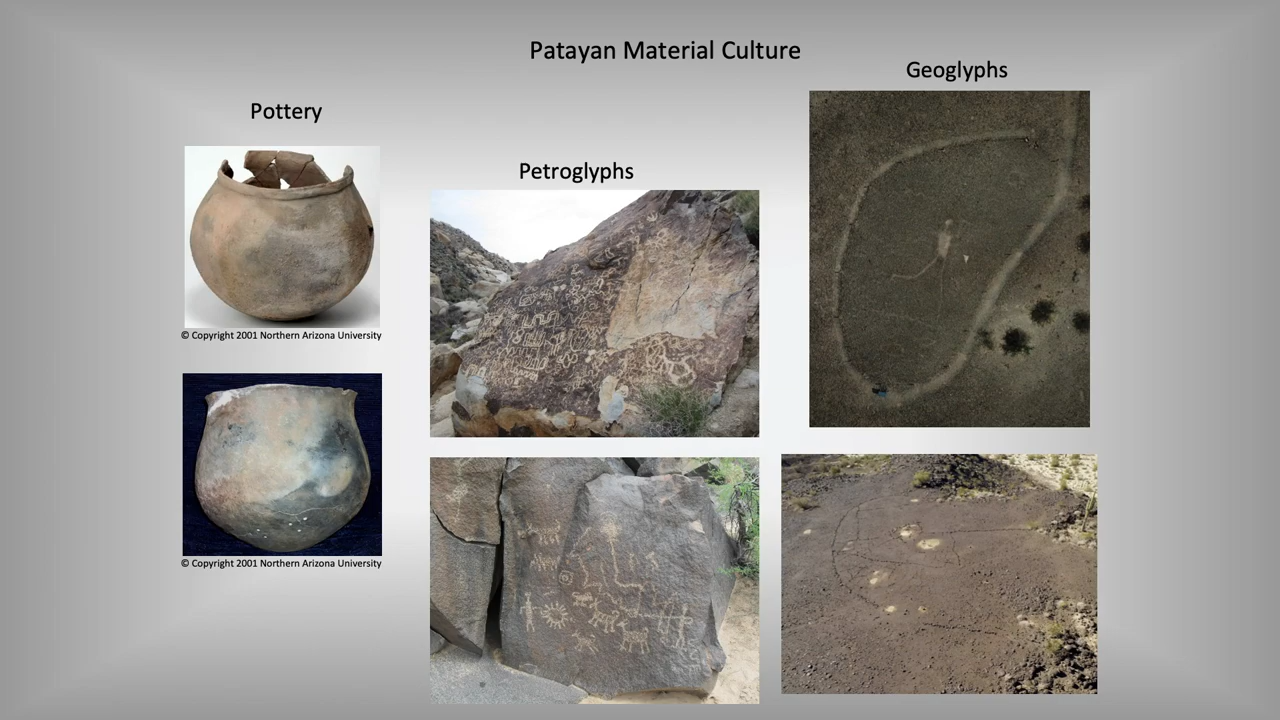 Patayan Material Culture
Geoglyphs
Pottery
Petroglyphs
© Copyright 2001 Northern Arizona University
© Copyright 2001 Northern Arizona University